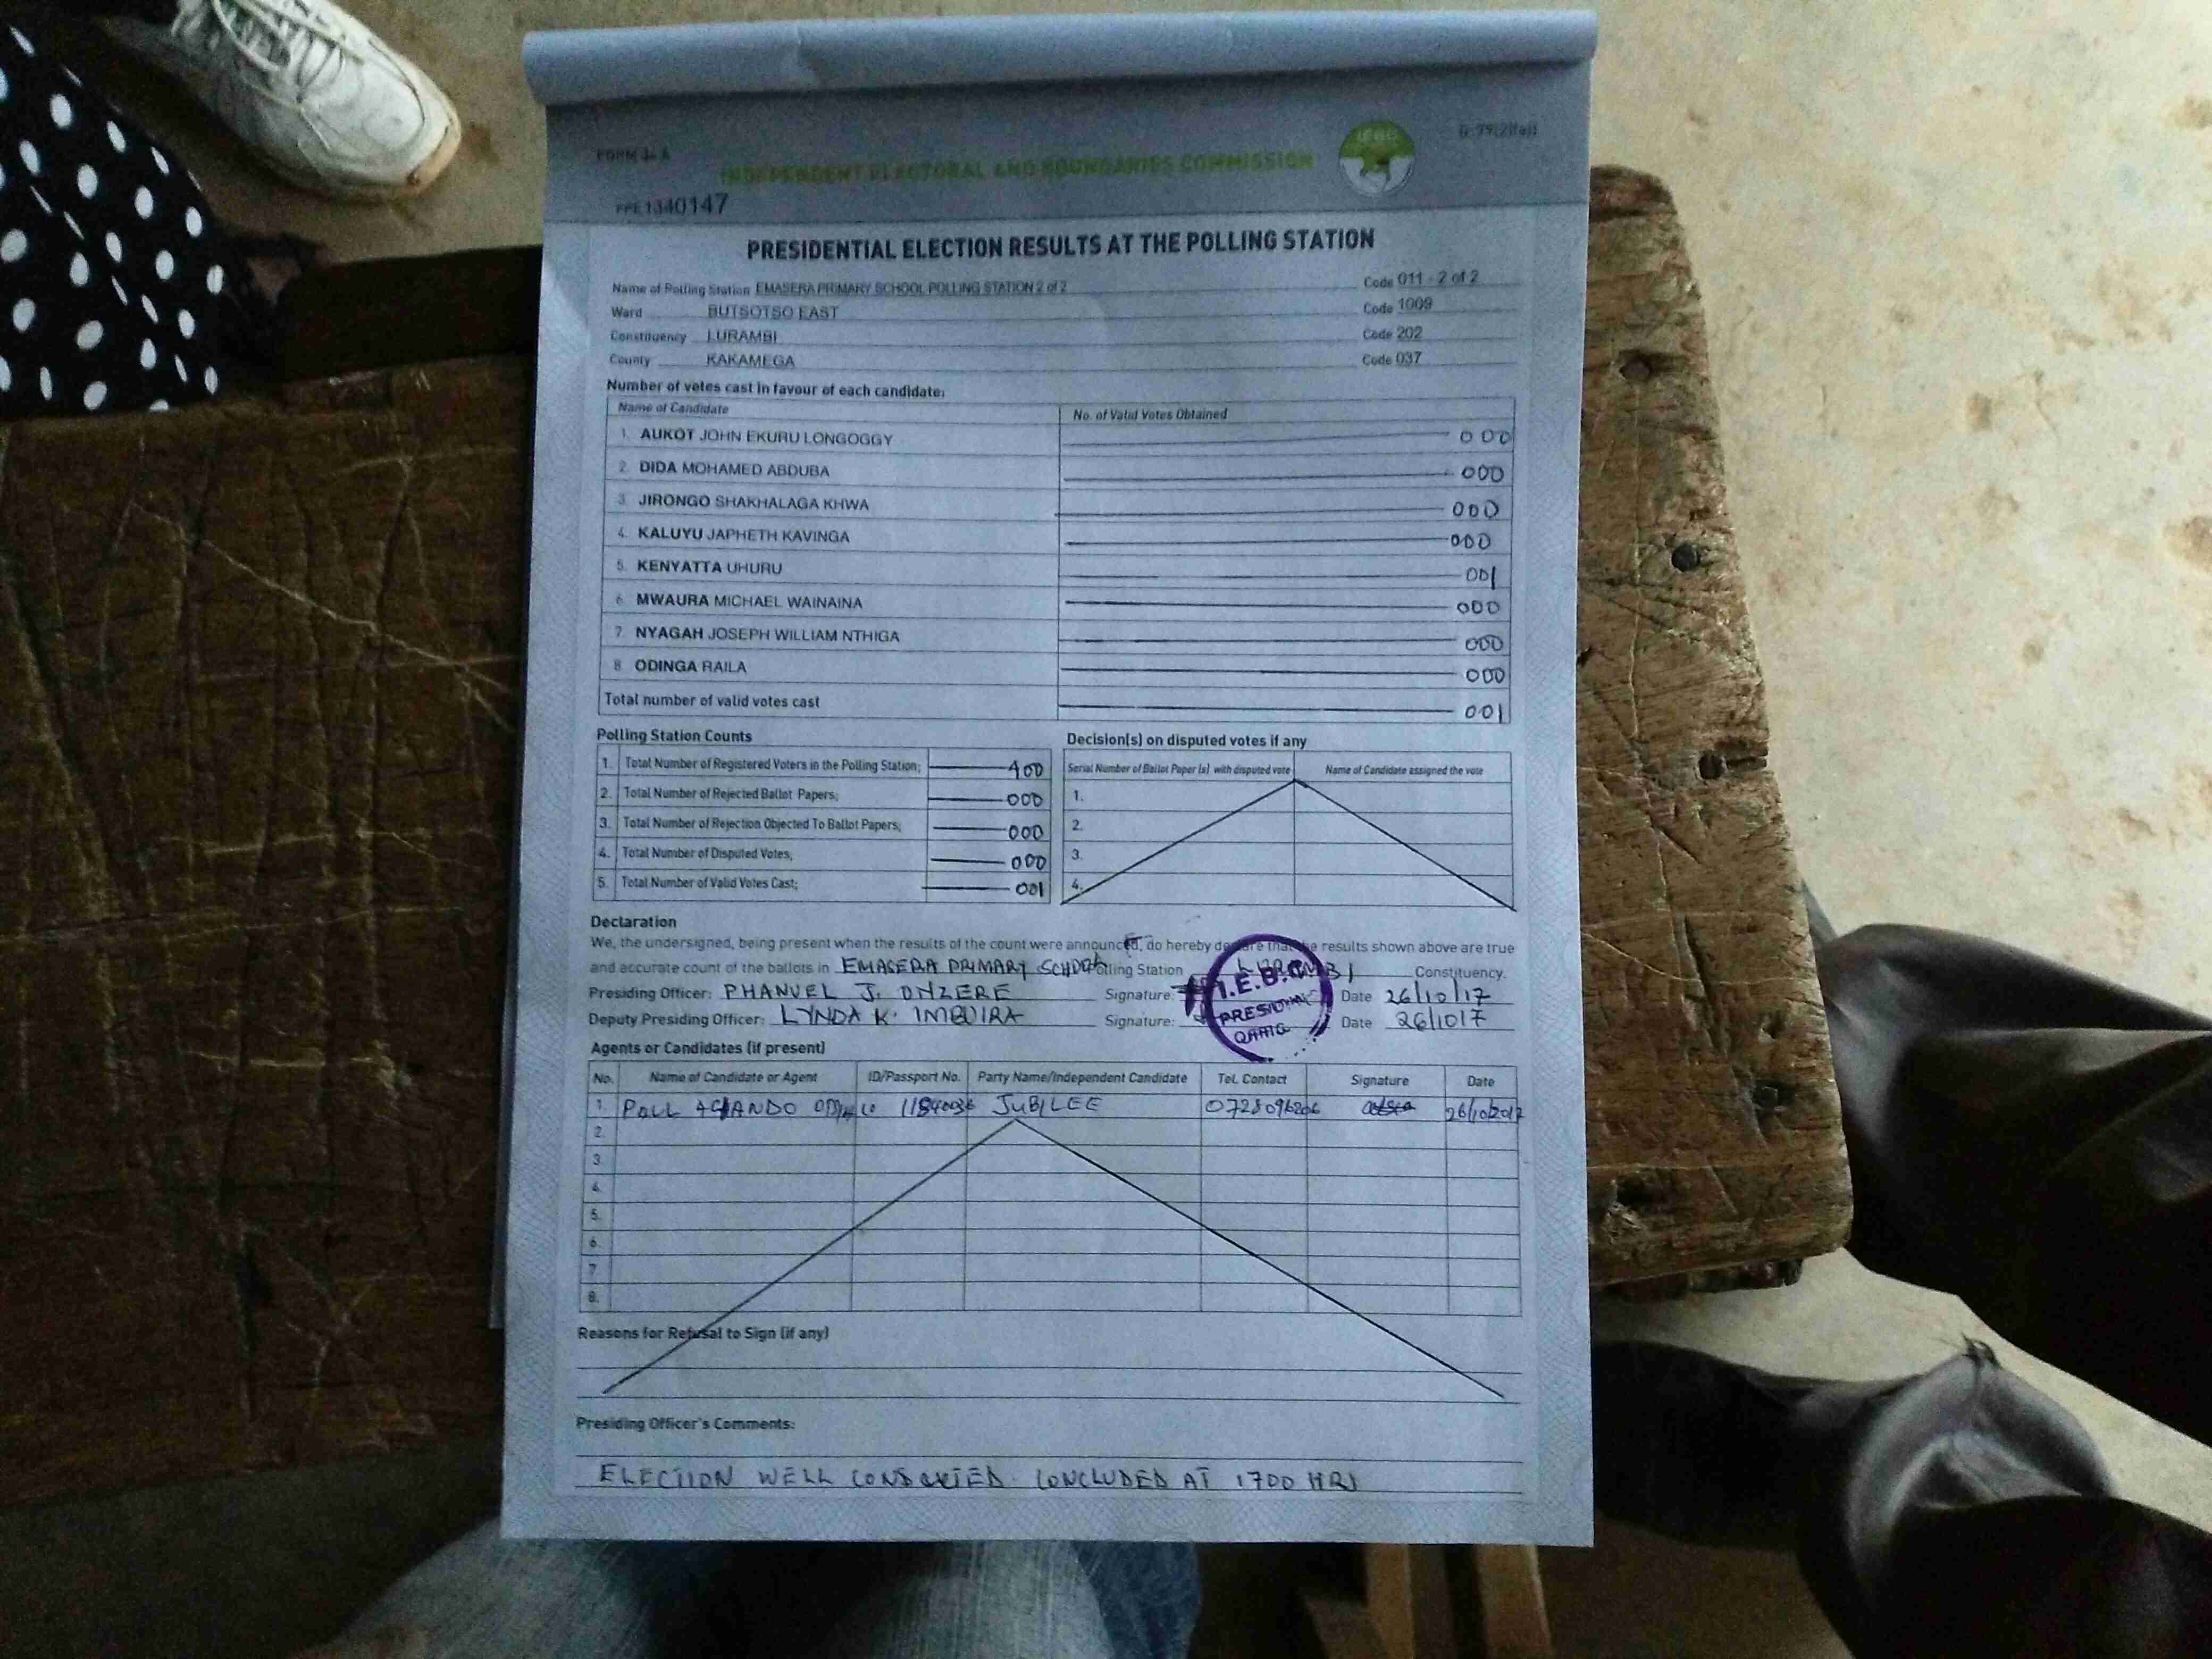 FORM 34 A
INDEPENDENT ELECTORAL AND BOUNDARIES COMMISSION
IEBC
1340147
PRESIDENTIAL ELECTION RESULTS AT THE POLLING STATION
Name of Polling Station EMASERA PRIMARY SCHOOL POLLING STATION 2 of 2 Code 011 - 2 of 2
Ward BUTSOTSO EAST Code 1009
Constituency LURAMBI Code 202
County KAKAMEGA Code 037
Number of votes cast in favour of each candidate:
Name of Candidate No. of Valid Votes Obtained
1. AUKOT JOHN EKURU LONGOGGY 000
2. DIDA MOHAMED ABDUBA 000
3. JIRONGO SHAKHALAGA KHWA 000
4. KALUYU JAPHETH KAVINGA 000
5. KENYATTA UHURU 001
6. MWAURA MICHAEL WAINAINA 000
7. NYAGAH JOSEPH WILLIAM NTHIGA 000
8. ODINGA RAILA 000
Total number of valid votes cast 001
Polling Station Counts
1. Total Number of Registered Voters in the Polling Station; 400
2. Total Number of Rejected Ballot Papers; 000
3. Total Number of Rejection Objected To Ballot Papers; 000
4. Total Number of Disputed Votes; 000
5. Total Number of Valid Votes Cast; 001
Decision(s) on disputed votes if any
Serial Number of Ballot Paper (s) with disputed vote Name of Candidate assigned the vote
1.
2.
3.
4.
Declaration
We, the undersigned, being present when the results of the count were announced, do hereby declare that the results shown above are true
and accurate count of the ballots in EMASERA PRIMARY SCHOOL Polling Station LURAMBI Constituency.
Presiding Officer: PHANUEL J. ONZERE Signature: Date 26/10/17
Deputy Presiding Officer: LYNDA K. IMBUIRA Signature: Date 26/10/7
I.E.B.C
Agents or Candidates (if present)
No. Name of Candidate or Agent ID/Passport No. Party Name/Independent Candidate Tel. Contact Signature Date
1. PAUL JUBILEE 26/10/2017
2.
3.
4.
5.
6.
7.
8.
Reasons for Refusal to Sign (if any)
Presiding Officer's Comments:
ELECTION WELL CONDUCTED. CONCLUDED AT 1700 HRS